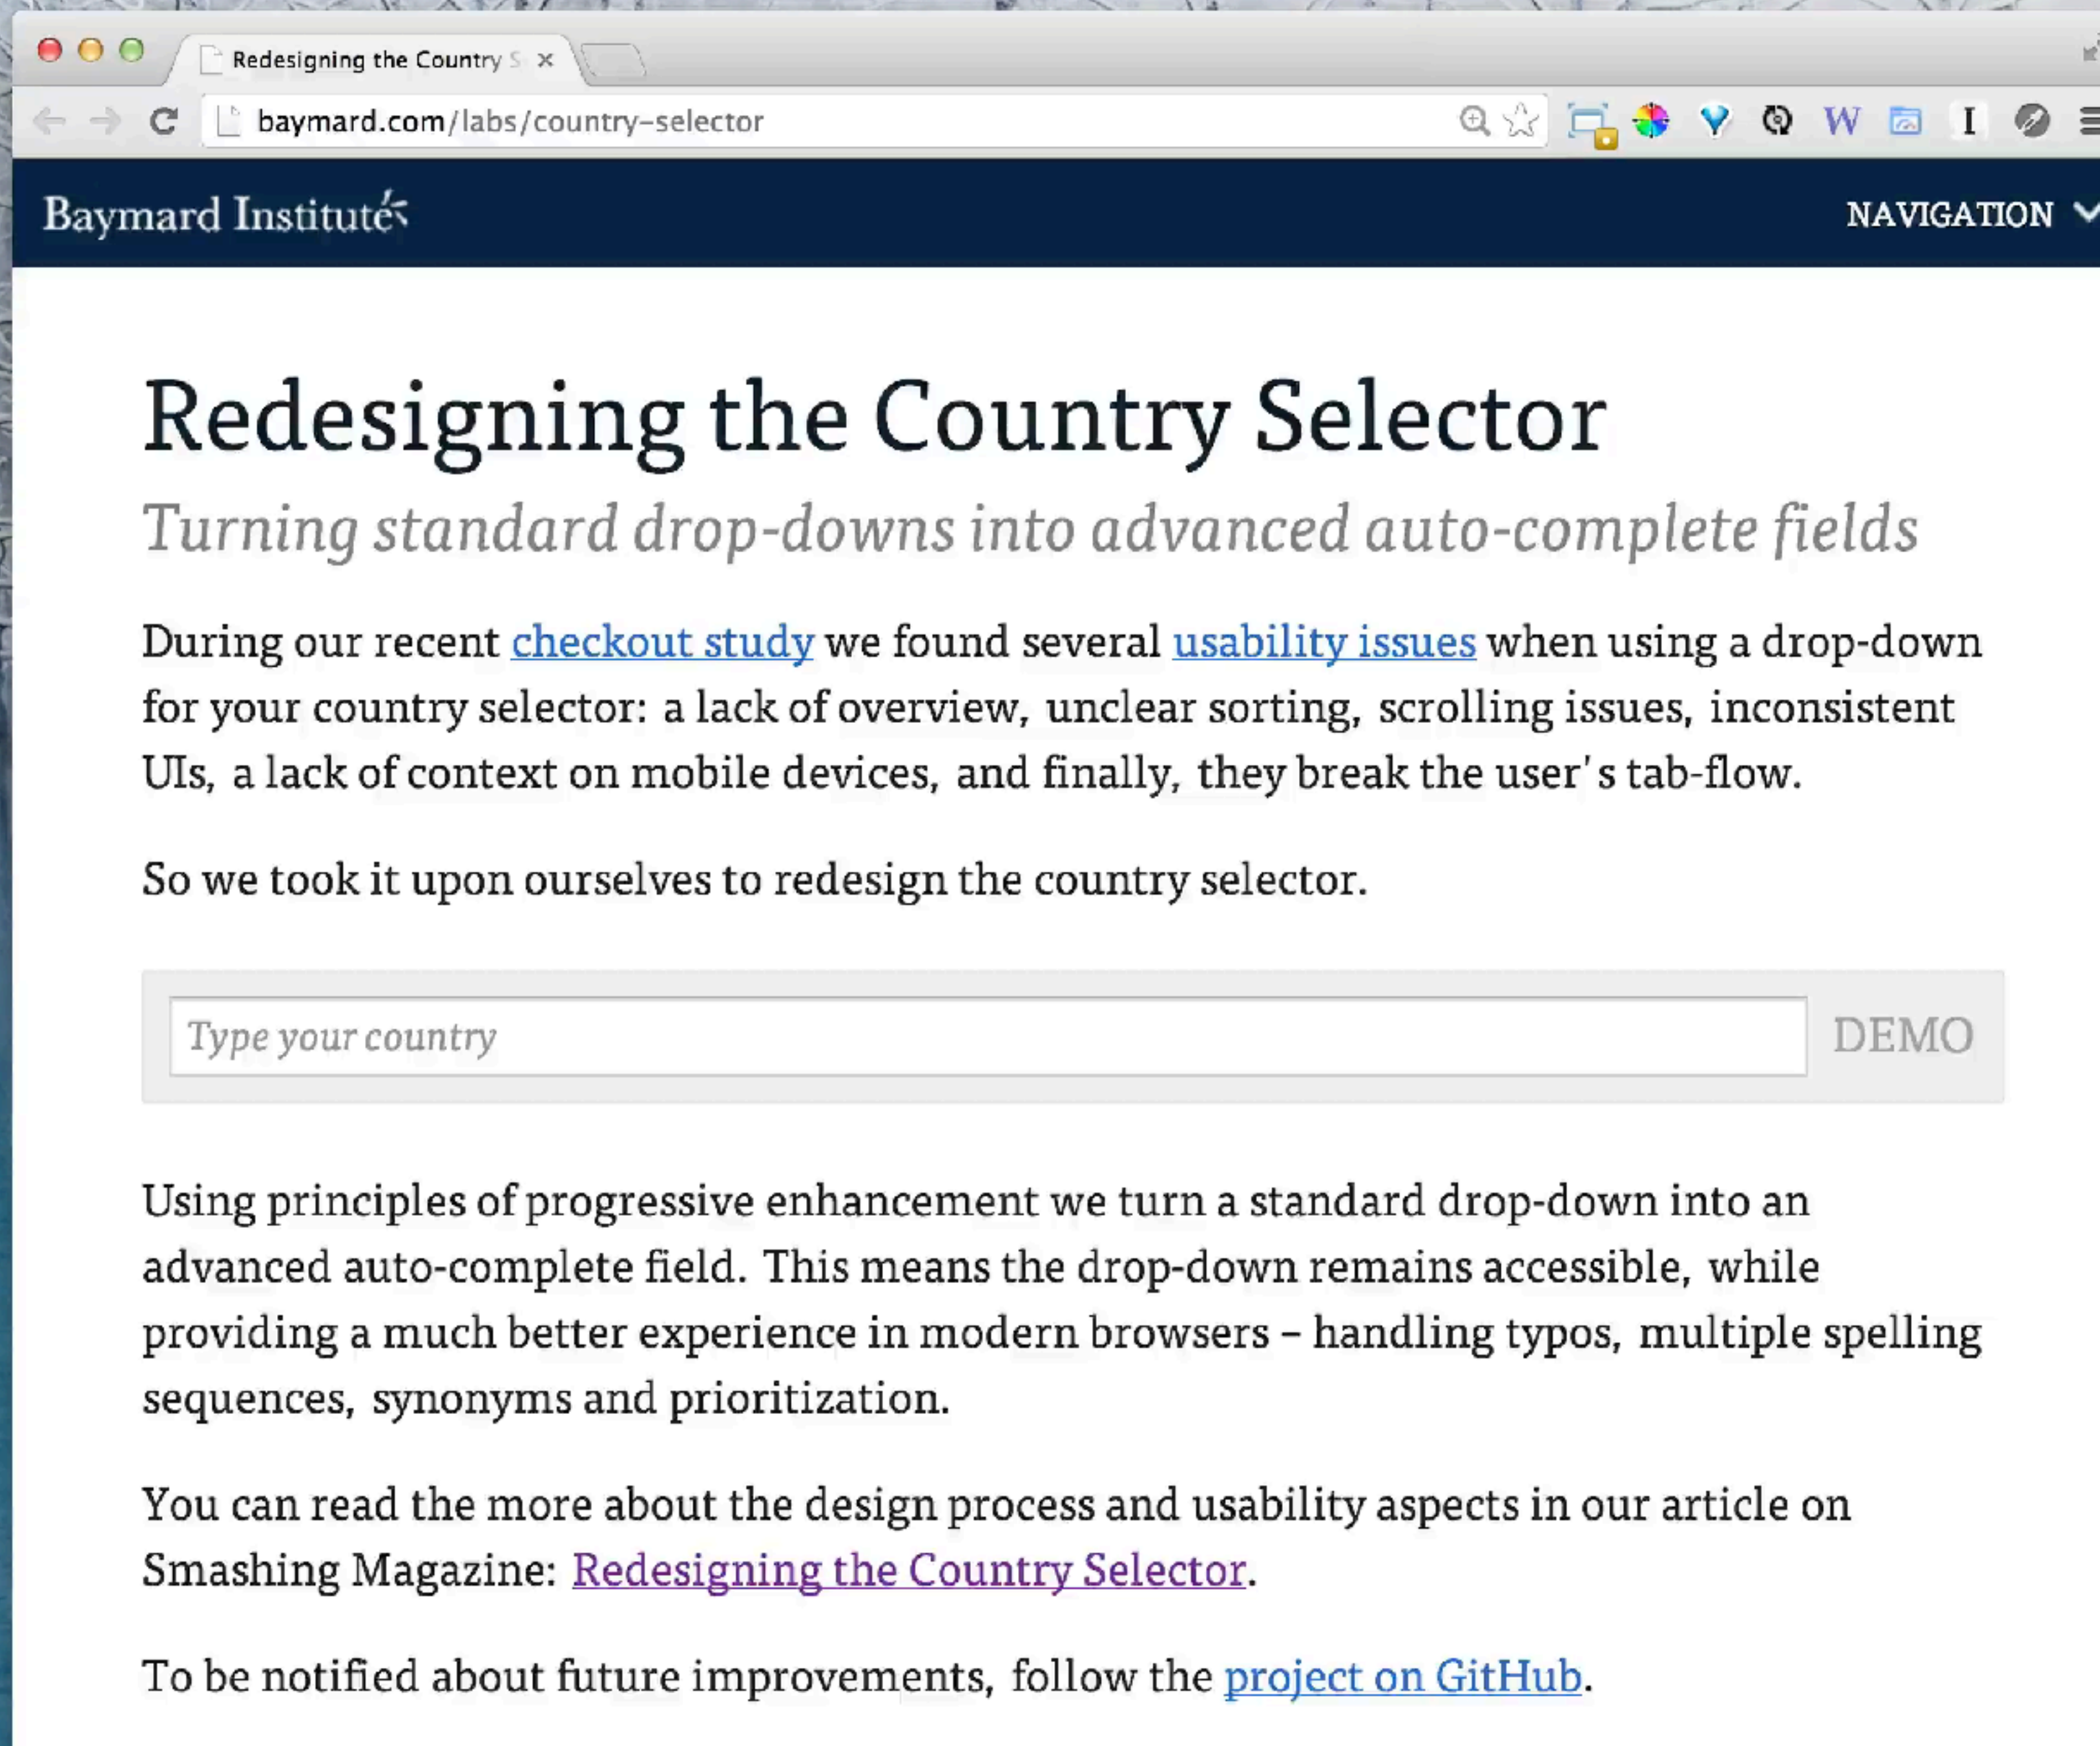 Redesigning the Country S
baymard.com/labs/country-selector
Baymard Institute
NAVIGATION
Redesigning the Country Selector
Turning standard drop-downs into advanced auto-complete fields
During our recent checkout study we found several usability issues when using a drop-down
for your country selector: a lack of overview, unclear sorting, scrolling issues, inconsistent
UIs, a lack of context on mobile devices, and finally, they break the user's tab-flow.
So we took it upon ourselves to redesign the country selector.
Type your country
DEMO
Using principles of progressive enhancement we turn a standard drop-down into an
advanced auto-complete field. This means the drop-down remains accessible, while
providing a much better experience in modern browsers – handling typos, multiple spelling
sequences, synonyms and prioritization.
You can read the more about the design process and usability aspects in our article on
Smashing Magazine: Redesigning the Country Selector.
To be notified about future improvements, follow the project on GitHub.